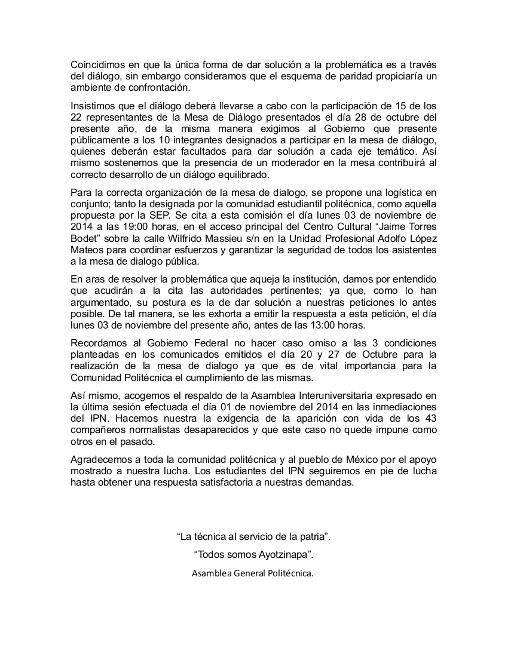 Coincidimos en que la única forma de dar solución a la problemática es a través
del diálogo, sin embargo consideramos que el esquema de paridad propiciaría un
ambiente de confrontación.
Insistimos que el diálogo deberá llevarse a cabo con la participación de 15 de los
22 representantes de la Mesa de Diálogo presentados el día 28 de octubre del
presente año, de la misma manera exigimos al Gobierno que presente
públicamente a los 10 integrantes designados a participar en la mesa de diálogo,
quienes deberán estar facultados para dar solución a cada eje temático. Así
mismo sostenemos que la presencia de un moderador en la mesa contribuirá al
correcto desarrollo de un diálogo equilibrado.
Para la correcta organización de la mesa de dialogo, se propone una logística en
conjunto; tanto la designada por la comunidad estudiantil politécnica, como aquella
propuesta por la SEP. Se cita a esta comisión el día lunes 03 de noviembre de
2014 a las 19:00 horas, en el acceso principal del Centro Cultural “Jaime Torres
Bodet” sobre la calle Wilfrido Massieu s/n en la Unidad Profesional Adolfo López
Mateos para coordinar esfuerzos y garantizar la seguridad de todos los asistentes
a la mesa de dialogo pública.
En aras de resolver la problemática que aqueja la institución, damos por entendido
que acudirán a la cita las autoridades pertinentes; ya que, como lo han
argumentado, su postura es la de dar solución a nuestras peticiones lo antes
posible. De tal manera, se les exhorta a emitir la respuesta a esta petición, el día
lunes 03 de noviembre del presente año, antes de las 13:00 horas.
Recordamos al Gobierno Federal no hacer caso omiso a las 3 condiciones
planteadas en los comunicados emitidos el día 20 y 27 de Octubre para la
realización de la mesa de dialogo ya que es de vital importancia para la
Comunidad Politécnica el cumplimiento de las mismas.
Así mismo, acogemos el respaldo de la Asamblea Interuniversitaria expresado en
la última sesión efectuada el día 01 de noviembre del 2014 en las inmediaciones
del IPN. Hacemos nuestra la exigencia de la aparición con vida de los 43
compañeros normalistas desaparecidos y que este caso no quede impune como
otros en el pasado.
Agradecemos a toda la comunidad politécnica y al pueblo de México por el apoyo
mostrado a nuestra lucha. Los estudiantes del IPN seguiremos en pie de lucha
hasta obtener una respuesta satisfactoria a nuestras demandas.
“La técnica al servicio de la patria”.
“Todos somos Ayotzinapa”.
Asamblea General Politécnica.